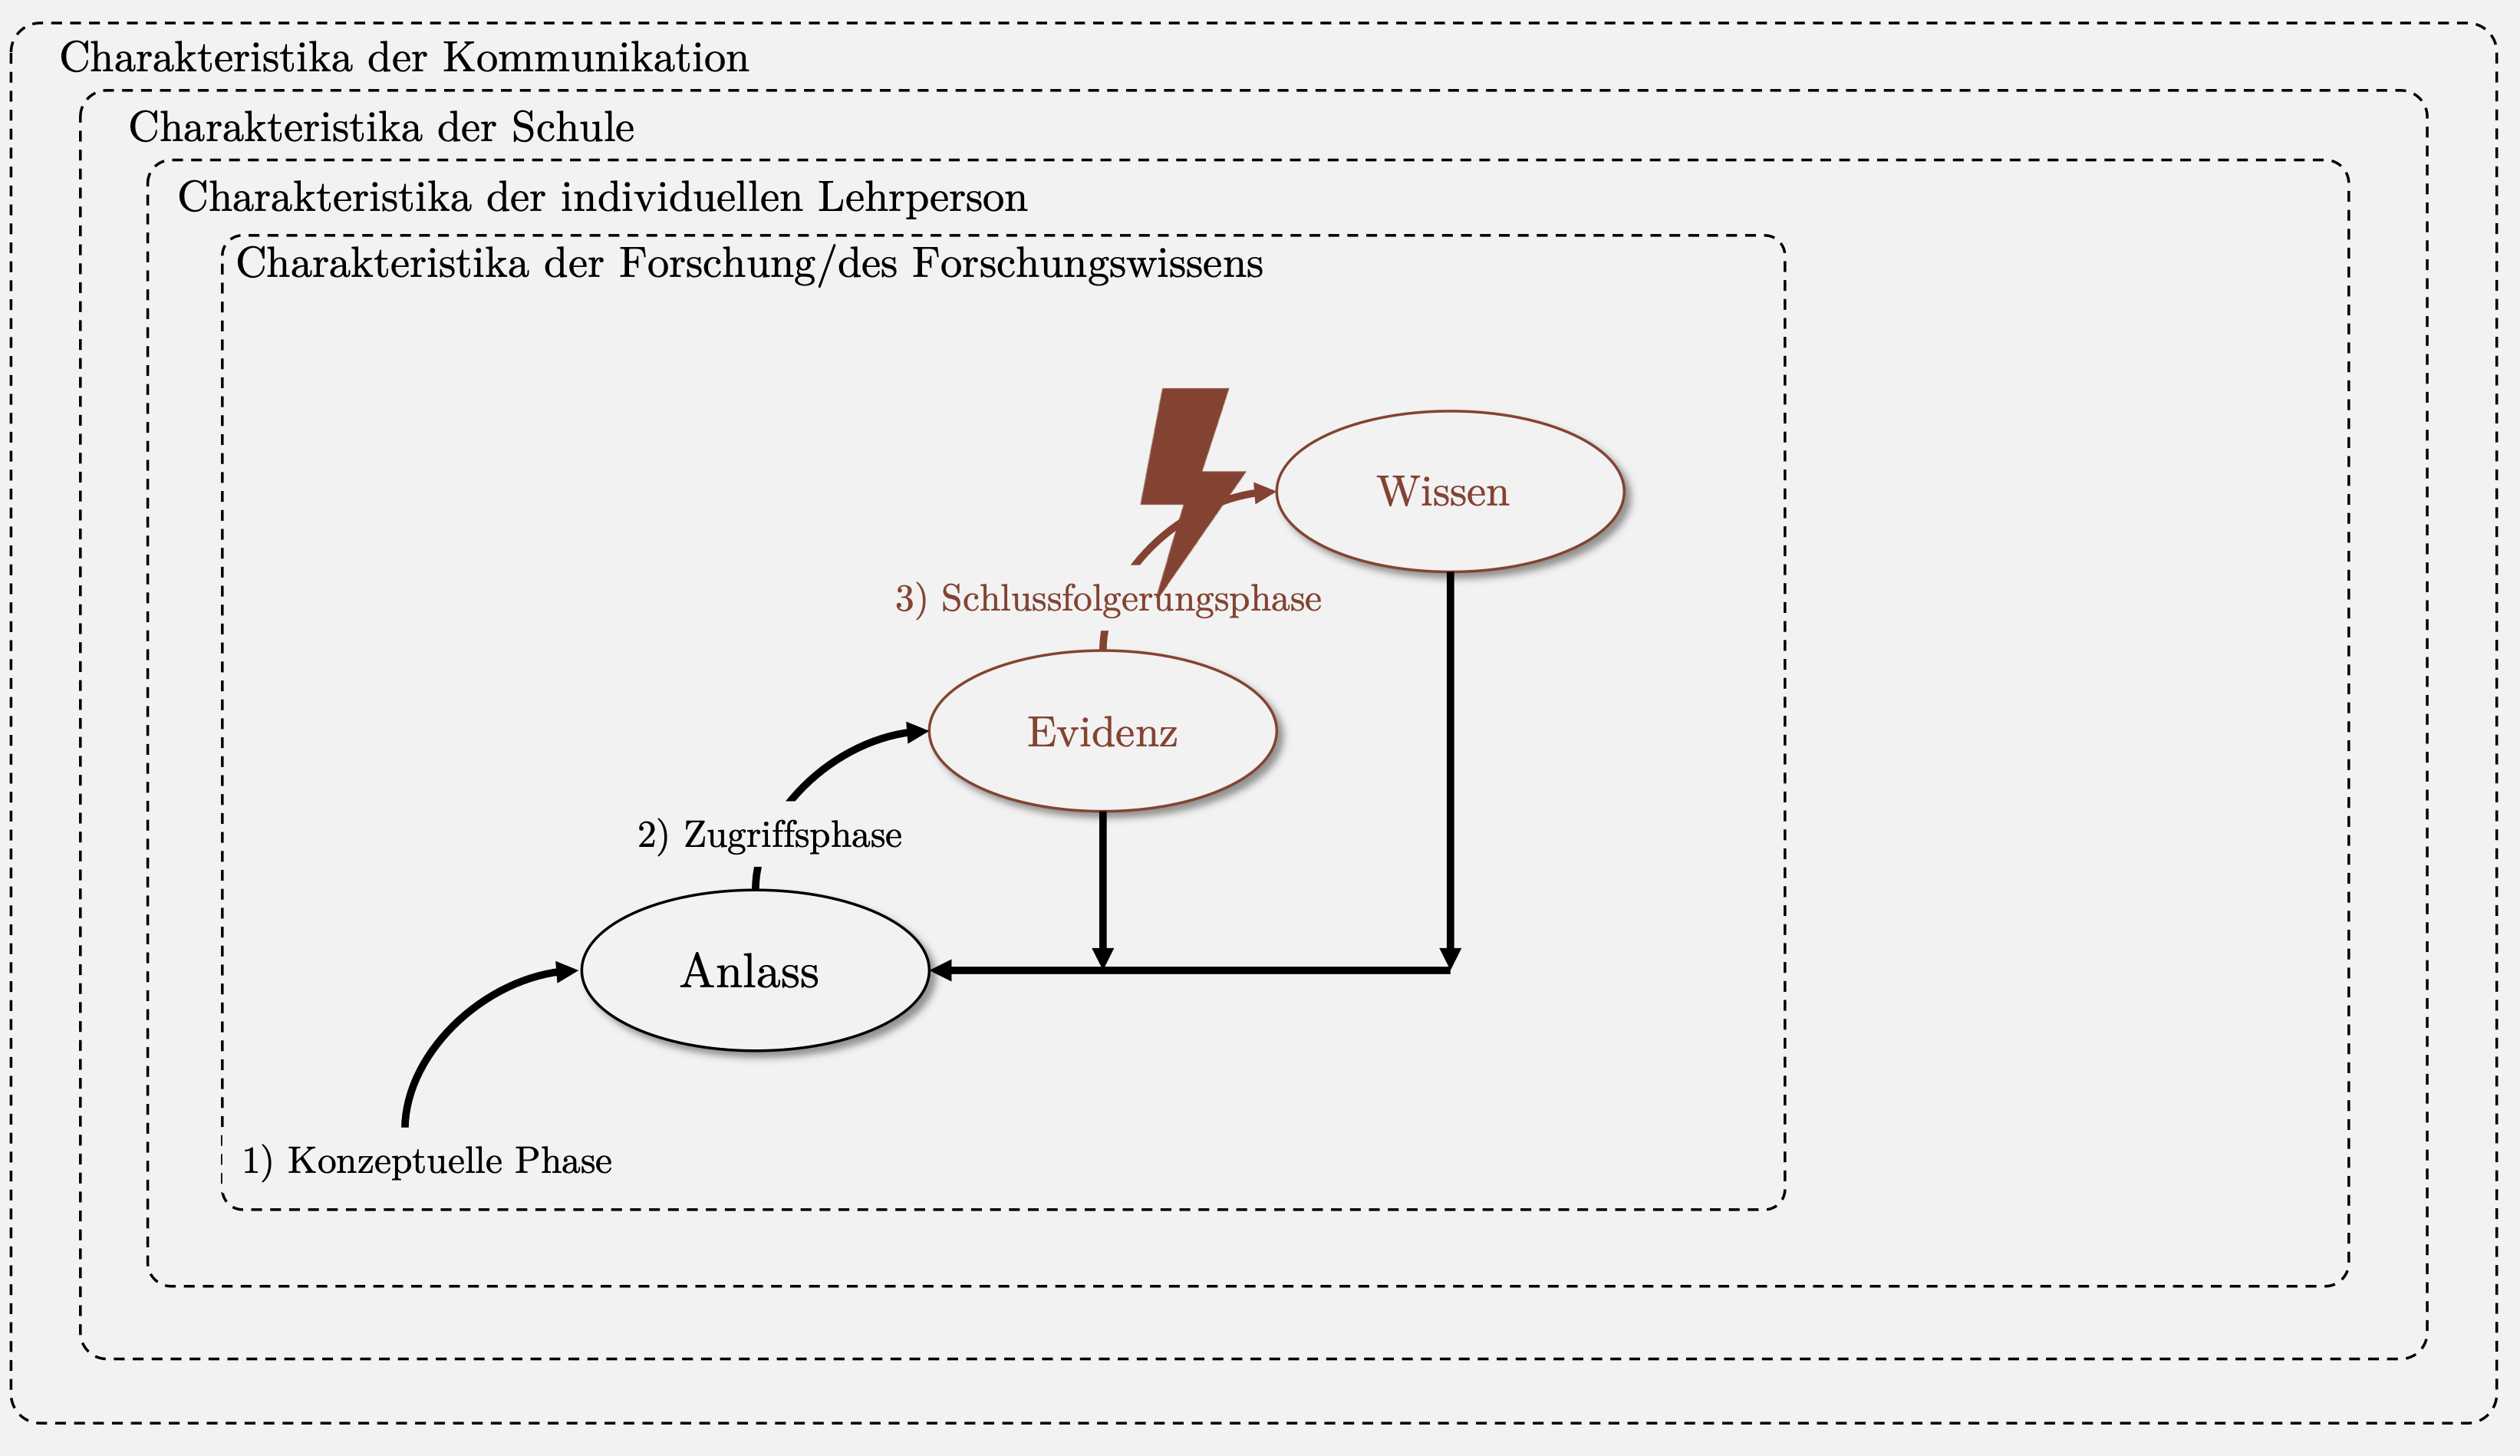 Charakteristika der Kommunikation
Charakteristika der Schule
Charakteristika der individuellen Lehrperson
Charakteristika der Forschung/des Forschungswissens
Wissen
3) Schlussfolgerungsphase
Evidenz
2) Zugriffsphase
Anlass
1) Konzeptuelle Phase